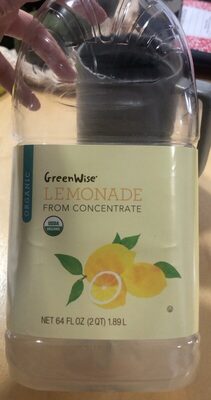 ORGANIC
GreenWise
LEMONADE
FROM CONCENTRATE
USDA
ORGANIC
NET 64 FL OZ (2 QT) 1.89 L